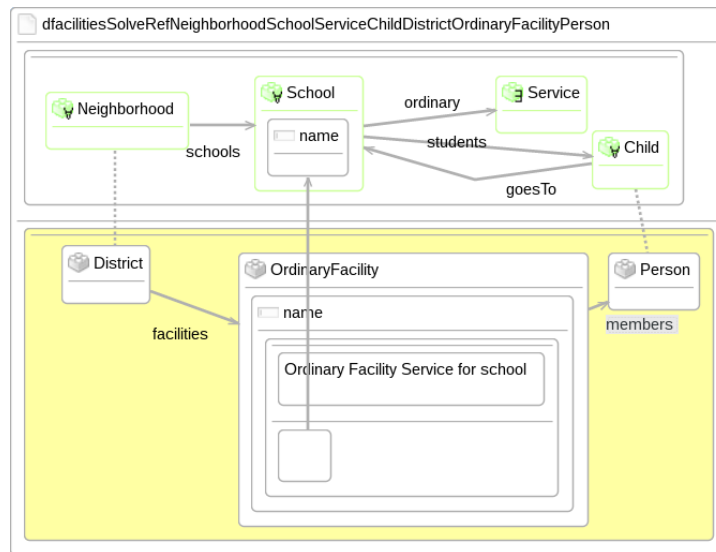 dfacilitiesSolveRefNeighborhoodSchoolServiceChildDistrictOrdinaryFacilityPerson
Neighborhood
School
Service
ordinary
name
students
Child
schools
goesTo
District
OrdinaryFacility
Person
name
members
facilities
Ordinary Facility Service for school